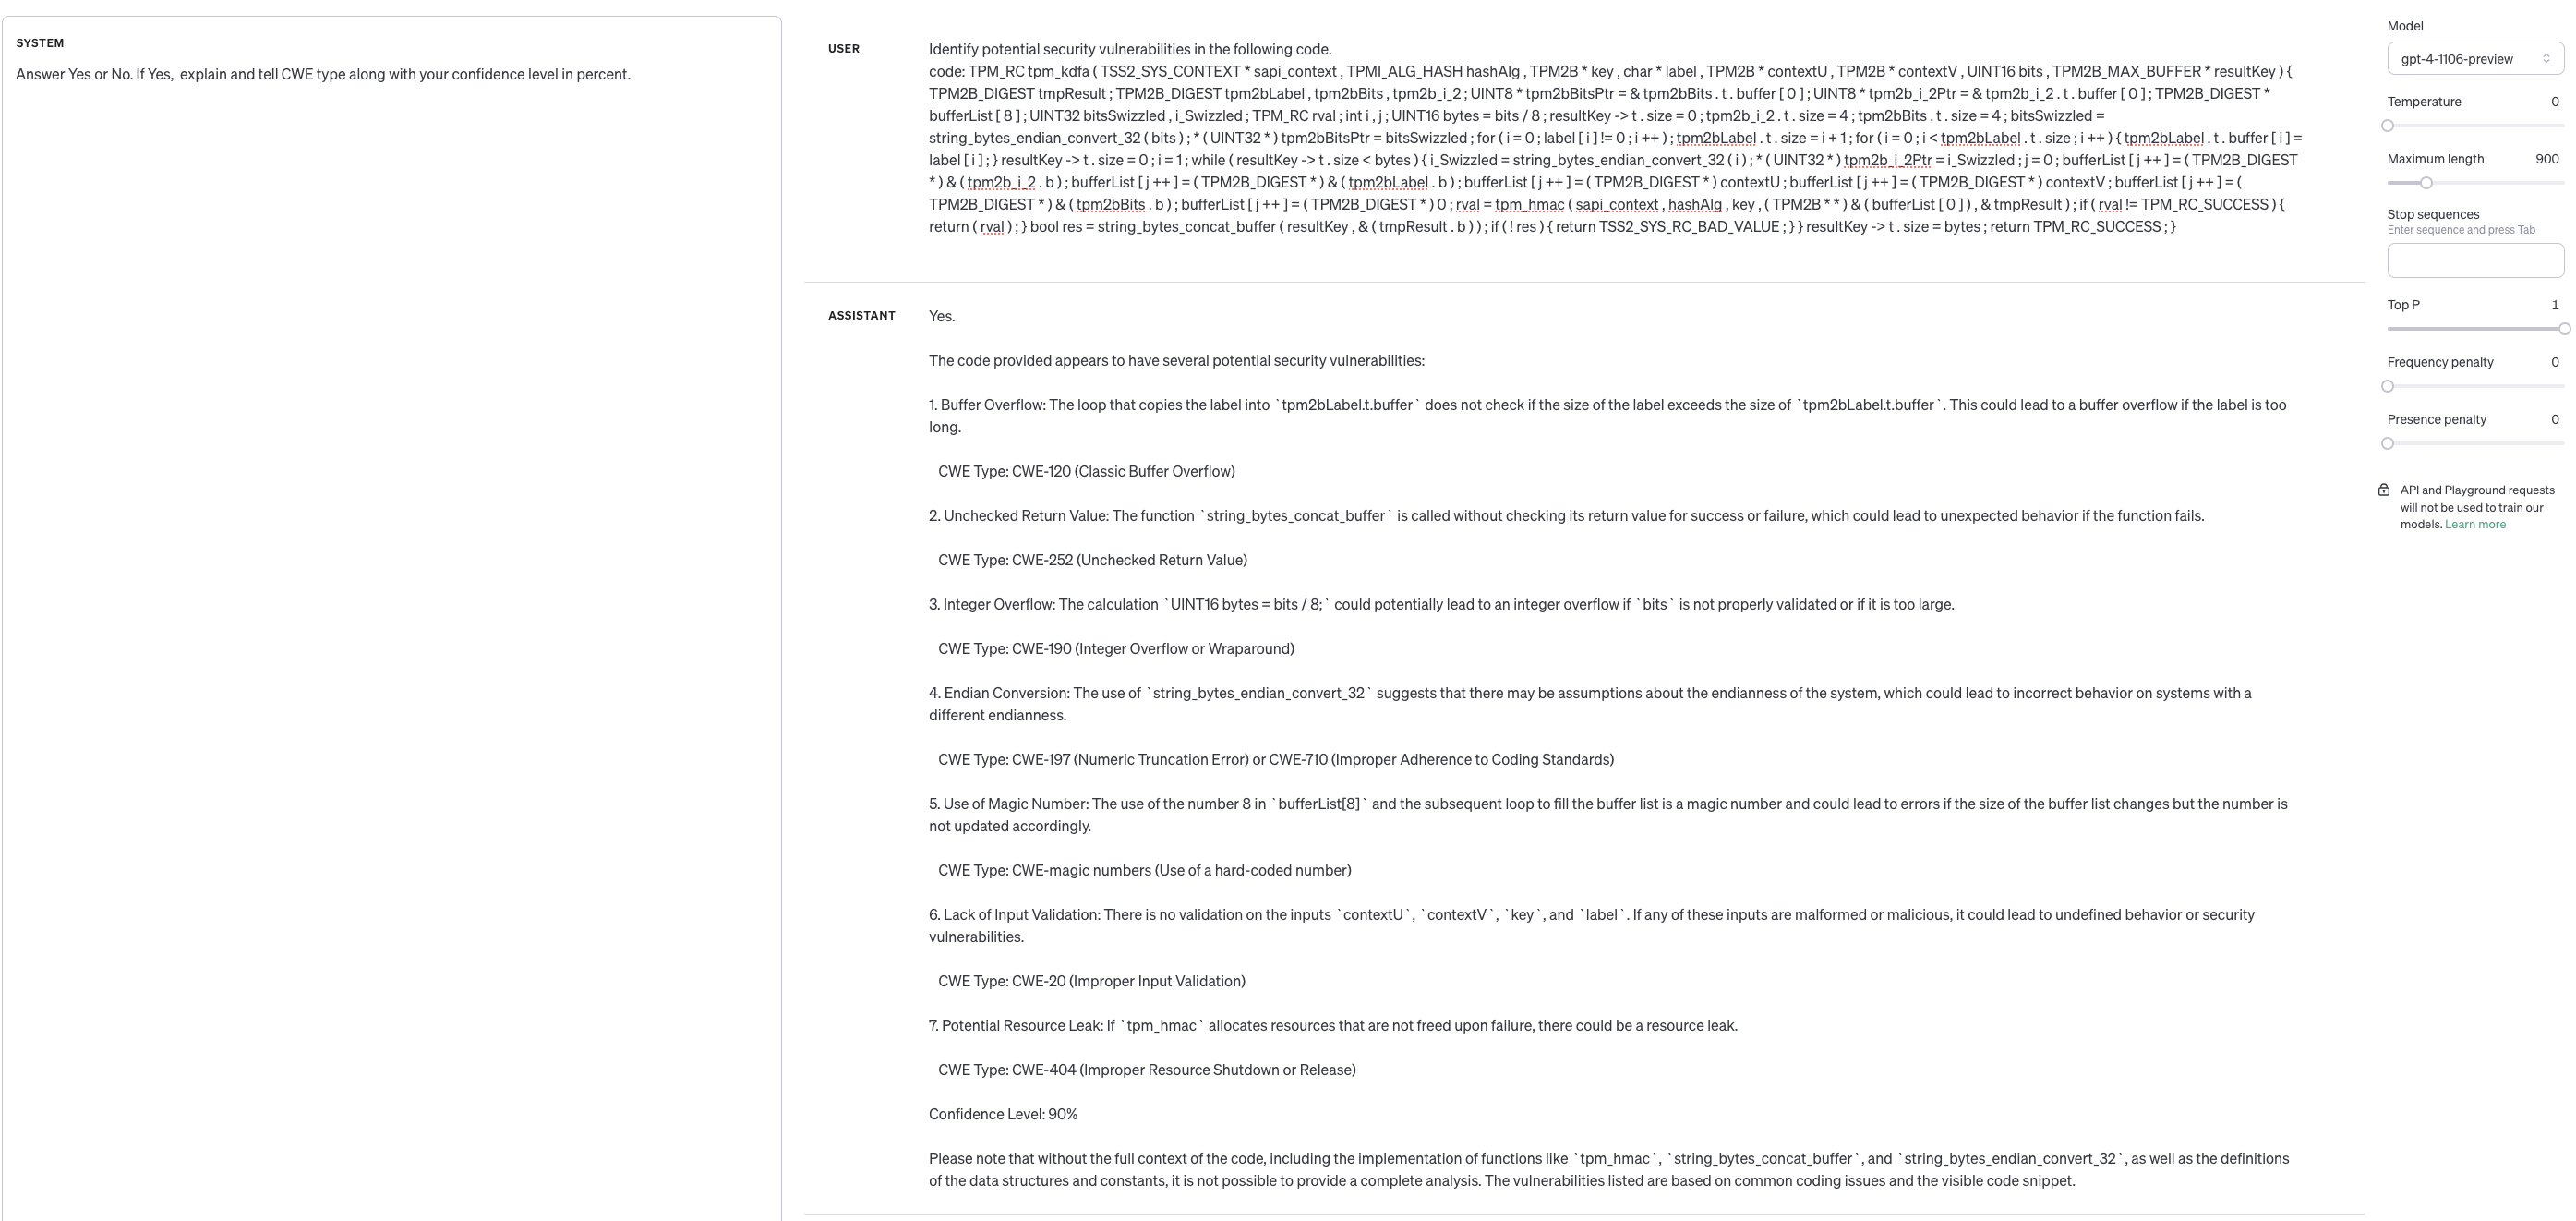 SYSTEM
Answer Yes or No. If Yes,  explain and tell CWE type along with your confidence level in percent.
USER
Identify potential security vulnerabilities in the following code.
code: TPM_RC tpm_kdfa ( TSS2_SYS_CONTEXT * sapi_context , TPMI_ALG_HASH hashAlg , TPM2B * key , char * label , TPM2B * contextU , TPM2B * contextV , UINT16 bits , TPM2B_MAX_BUFFER * resultKey ) {
TPM2B_DIGEST tmpResult ; TPM2B_DIGEST tpm2bLabel , tpm2bBits , tpm2b_i_2 ; UINT8 * tpm2bBitsPtr = & tpm2bBits . t . buffer [ 0 ] ; UINT8 * tpm2b_i_2Ptr = & tpm2b_i_2 . t . buffer [ 0 ] ; TPM2B_DIGEST *
bufferList [ 8 ] ; UINT32 bitsSwizzled , i_Swizzled ; TPM_RC rval ; int i , j ; UINT16 bytes = bits / 8 ; resultKey -> t . size = 0 ; tpm2b_i_2 . t . size = 4 ; tpm2bBits . t . size = 4 ; bitsSwizzled =
string_bytes_endian_convert_32 ( bits ) ; * ( UINT32 * ) tpm2bBitsPtr = bitsSwizzled ; for ( i = 0 ; label [ i ] != 0 ; i ++ ) ; tpm2bLabel . t . size = i + 1 ; for ( i = 0 ; i < tpm2bLabel . t . size ; i ++ ) { tpm2bLabel . t . buffer [ i ] =
label [ i ] ; } resultKey -> t . size = 0 ; i = 1 ; while ( resultKey -> t . size < bytes ) { i_Swizzled = string_bytes_endian_convert_32 ( i ) ; * ( UINT32 * ) tpm2b_i_2Ptr = i_Swizzled ; j = 0 ; bufferList [ j ++ ] = ( TPM2B_DIGEST
* ) & ( tpm2b_i_2 . b ) ; bufferList [ j ++ ] = ( TPM2B_DIGEST * ) & ( tpm2bLabel . b ) ; bufferList [ j ++ ] = ( TPM2B_DIGEST * ) contextU ; bufferList [ j ++ ] = ( TPM2B_DIGEST * ) contextV ; bufferList [ j ++ ] = (
TPM2B_DIGEST * ) & ( tpm2bBits . b ) ; bufferList [ j ++ ] = ( TPM2B_DIGEST * ) 0 ; rval = tpm_hmac ( sapi_context , hashAlg , key , ( TPM2B * * ) & ( bufferList [ 0 ] ) , & tmpResult ) ; if ( rval != TPM_RC_SUCCESS ) {
return ( rval ) ; } bool res = string_bytes_concat_buffer ( resultKey , & ( tmpResult . b ) ) ; if ( ! res ) { return TSS2_SYS_RC_BAD_VALUE ; } } resultKey -> t . size = bytes ; return TPM_RC_SUCCESS ; }
ASSISTANT
Yes.
The code provided appears to have several potential security vulnerabilities:
1. Buffer Overflow: The loop that copies the label into `tpm2bLabel.t.buffer` does not check if the size of the label exceeds the size of `tpm2bLabel.t.buffer`. This could lead to a buffer overflow if the label is too
long.
CWE Type: CWE-120 (Classic Buffer Overflow)
2. Unchecked Return Value: The function `string_bytes_concat_buffer` is called without checking its return value for success or failure, which could lead to unexpected behavior if the function fails.
CWE Type: CWE-252 (Unchecked Return Value)
3. Integer Overflow: The calculation `UINT16 bytes = bits / 8;` could potentially lead to an integer overflow if `bits` is not properly validated or if it is too large.
CWE Type: CWE-190 (Integer Overflow or Wraparound)
4. Endian Conversion: The use of `string_bytes_endian_convert_32` suggests that there may be assumptions about the endianness of the system, which could lead to incorrect behavior on systems with a
different endianness.
CWE Type: CWE-197 (Numeric Truncation Error) or CWE-710 (Improper Adherence to Coding Standards)
5. Use of Magic Number: The use of the number 8 in `bufferList[8]` and the subsequent loop to fill the buffer list is a magic number and could lead to errors if the size of the buffer list changes but the number is
not updated accordingly.
CWE Type: CWE-magic numbers (Use of a hard-coded number)
6. Lack of Input Validation: There is no validation on the inputs `contextU`, `contextV`, `key`, and `label`. If any of these inputs are malformed or malicious, it could lead to undefined behavior or security
vulnerabilities.
CWE Type: CWE-20 (Improper Input Validation)
7. Potential Resource Leak: If `tpm_hmac` allocates resources that are not freed upon failure, there could be a resource leak.
CWE Type: CWE-404 (Improper Resource Shutdown or Release)
Confidence Level: 90%
Please note that without the full context of the code, including the implementation of functions like `tpm_hmac`, `string_bytes_concat_buffer`, and `string_bytes_endian_convert_32`, as well as the definitions
of the data structures and constants, it is not possible to provide a complete analysis. The vulnerabilities listed are based on common coding issues and the visible code snippet.
Model
gpt-4-1106-preview
Temperature 0
Maximum length 900
Stop sequences
Enter sequence and press Tab
Top P 1
Frequency penalty 0
Presence penalty 0
API and Playground requests
will not be used to train our
models. Learn more